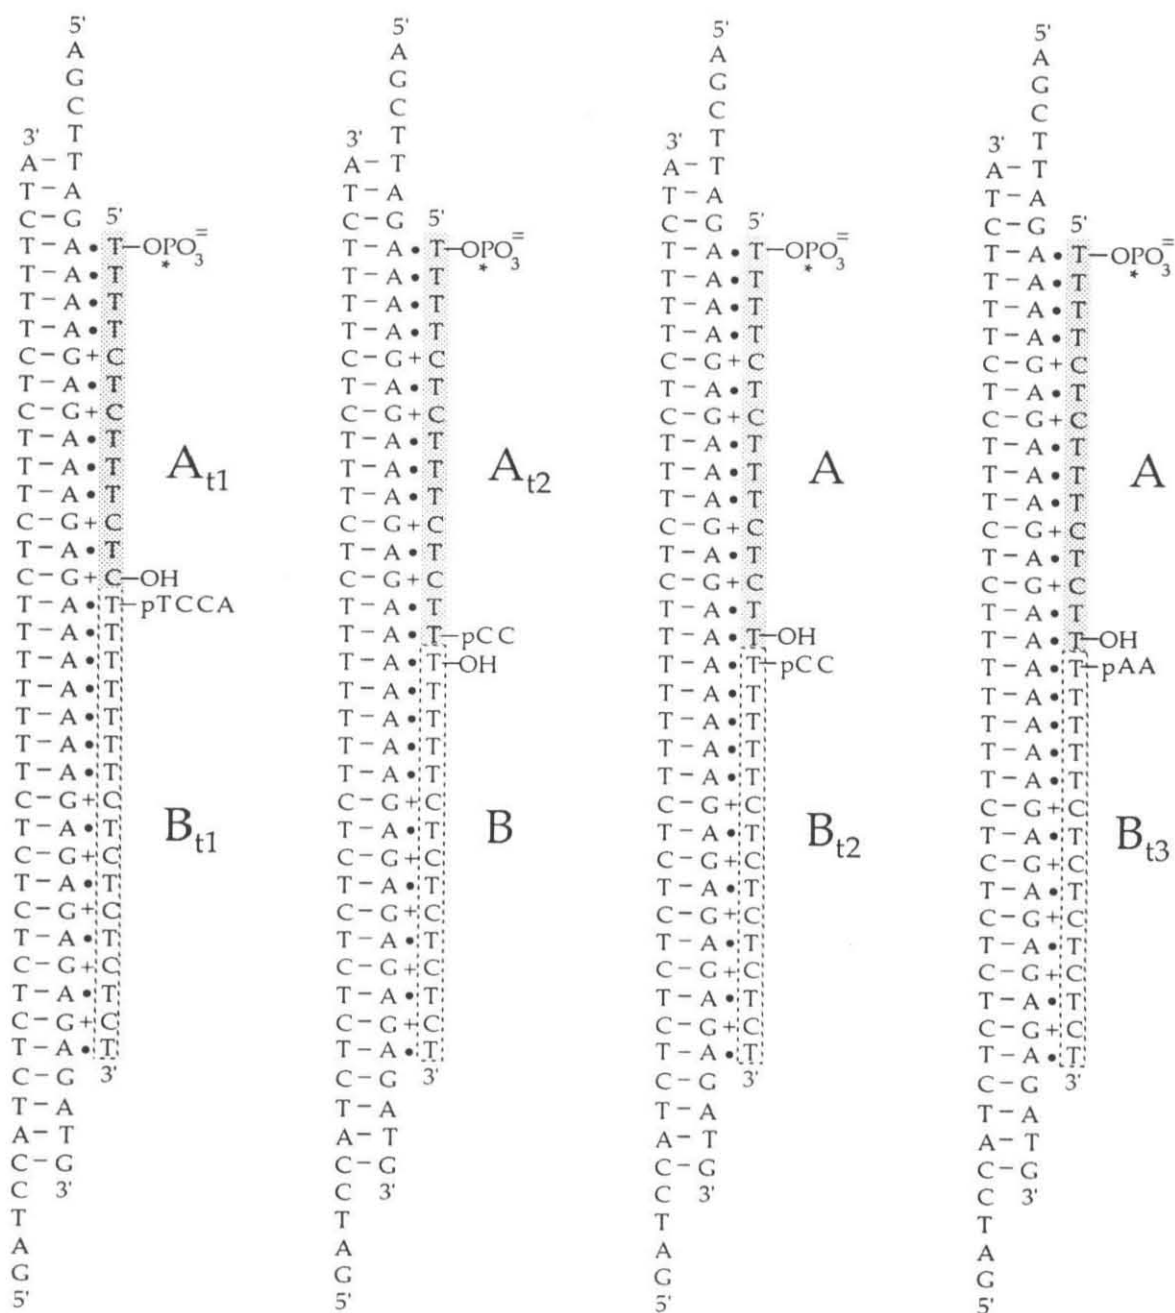 5'
A
G
C
3' T
A – T
T – A
C – G 5'
T – A • T – OPO3=
T – A • T *
T – A • T
T – A • T
C – G + C
T – A • T
C – G + C
T – A • T
T – A • T
T – A • T
C – G + C
T – A • T
C – G + C – OH
T – A • T – pTCCA
T – A • T
T – A • T
T – A • T
T – A • T
T – A • T
T – A • T
C – G + C
T – A • T
C – G + C
T – A • T
C – G + C
T – A • T
C – G + C
T – A • T
C – G + C
T – A • T
C – G 3'
T – A
A – T
C – G
C 3'
T
A
G
5'
At1
Bt1
5'
A
G
C
3' T
A – T
T – A
C – G 5'
T – A • T – OPO3=
T – A • T *
T – A • T
T – A • T
C – G + C
T – A • T
C – G + C
T – A • T
T – A • T
T – A • T
C – G + C
T – A • T
C – G + C
T – A • T
T – A • T – pCC
T – A • T – OH
T – A • T
T – A • T
T – A • T
T – A • T
C – G + C
T – A • T
C – G + C
T – A • T
C – G + C
T – A • T
C – G + C
T – A • T
C – G + C
T – A • T
C – G 3'
T – A
A – T
C – G
C 3'
T
A
G
5'
At2
B
5'
A
G
C
3' T
A – T
T – A
C – G 5'
T – A • T – OPO3=
T – A • T *
T – A • T
T – A • T
C – G + C
T – A • T
C – G + C
T – A • T
T – A • T
T – A • T
C – G + C
T – A • T
C – G + C
T – A • T
T – A • T – OH
T – A • T – pCC
T – A • T
T – A • T
T – A • T
T – A • T
C – G + C
T – A • T
C – G + C
T – A • T
C – G + C
T – A • T
C – G + C
T – A • T
C – G + C
T – A • T
C – G 3'
T – A
A – T
C – G
C 3'
T
A
G
5'
A
Bt2
5'
A
G
C
3' T
A – T
T – A
C – G 5'
T – A • T – OPO3=
T – A • T *
T – A • T
T – A • T
C – G + C
T – A • T
C – G + C
T – A • T
T – A • T
T – A • T
C – G + C
T – A • T
C – G + C
T – A • T
T – A • T – OH
T – A • T – pAA
T – A • T
T – A • T
T – A • T
T – A • T
C – G + C
T – A • T
C – G + C
T – A • T
C – G + C
T – A • T
C – G + C
T – A • T
C – G + C
T – A • T
C – G 3'
T – A
A – T
C – G
C 3'
T
A
G
5'
A
Bt3